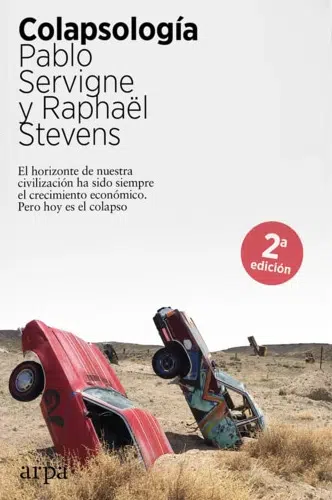 Colapsología
Pablo
Servigne
y Raphaël
Stevens
El horizonte de nuestra
civilización ha sido siempre
el crecimiento económico.
Pero hoy es el colapso
2ª
edición
arpa